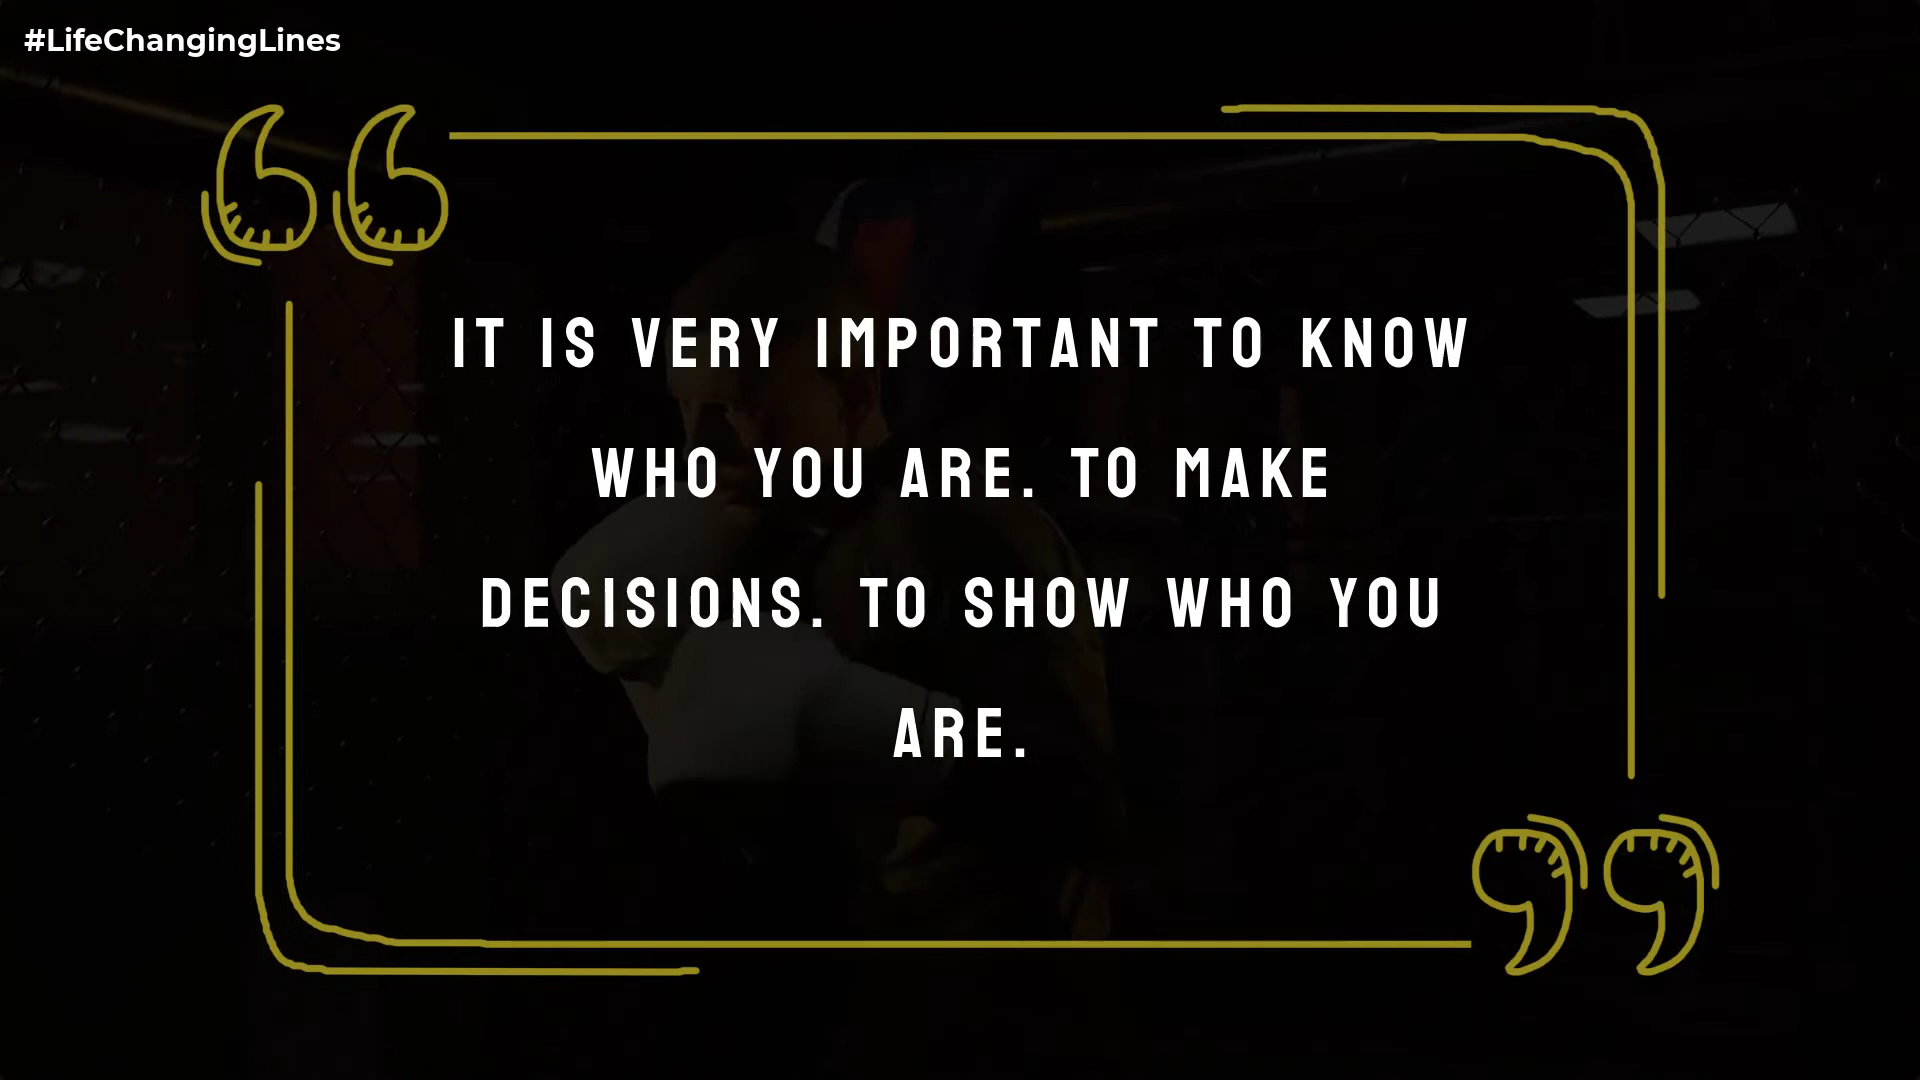 #LifeChangingLines
IT IS VERY IMPORTANT TO KNOW
WHO YOU ARE. TO MAKE
DECISIONS. TO SHOW WHO YOU
ARE.